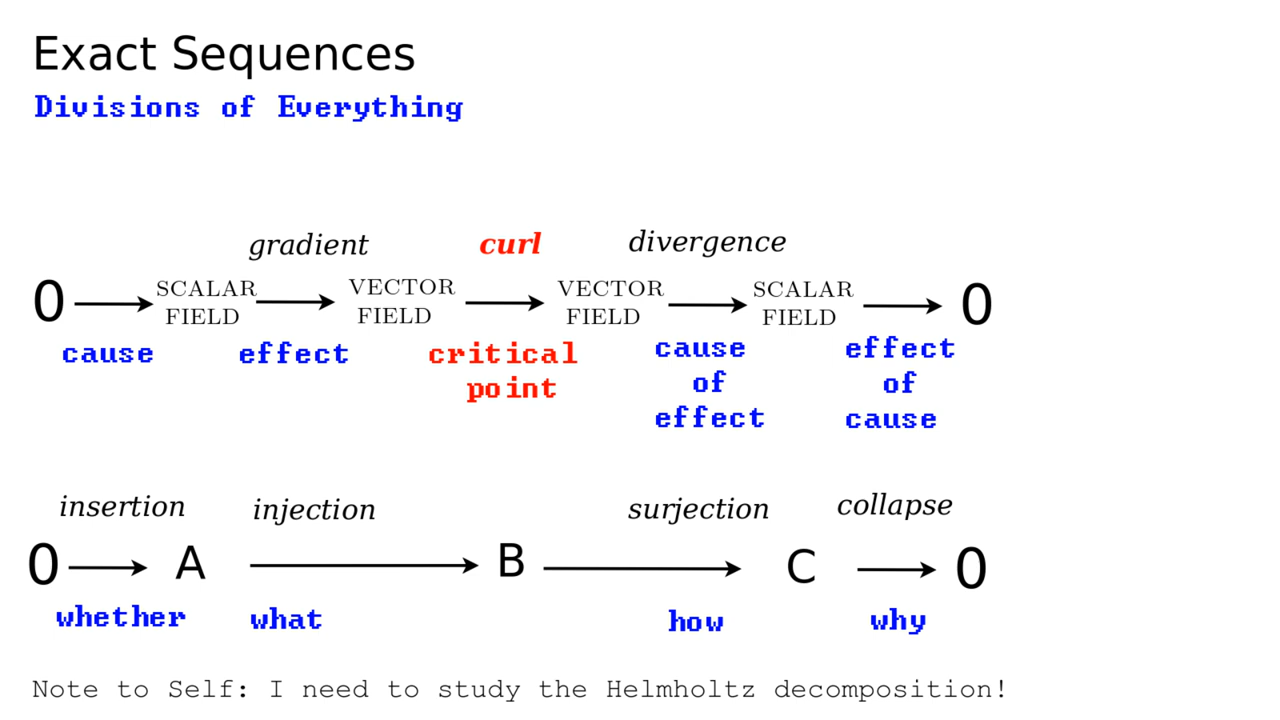 Exact Sequences
Divisions of Everything
gradient curl divergence
0 SCALAR FIELD VECTOR FIELD VECTOR FIELD SCALAR FIELD 0
cause effect critical point cause of effect effect of cause
insertion injection surjection collapse
0 A B C 0
whether what how why
Note to Self: I need to study the Helmholtz decomposition!